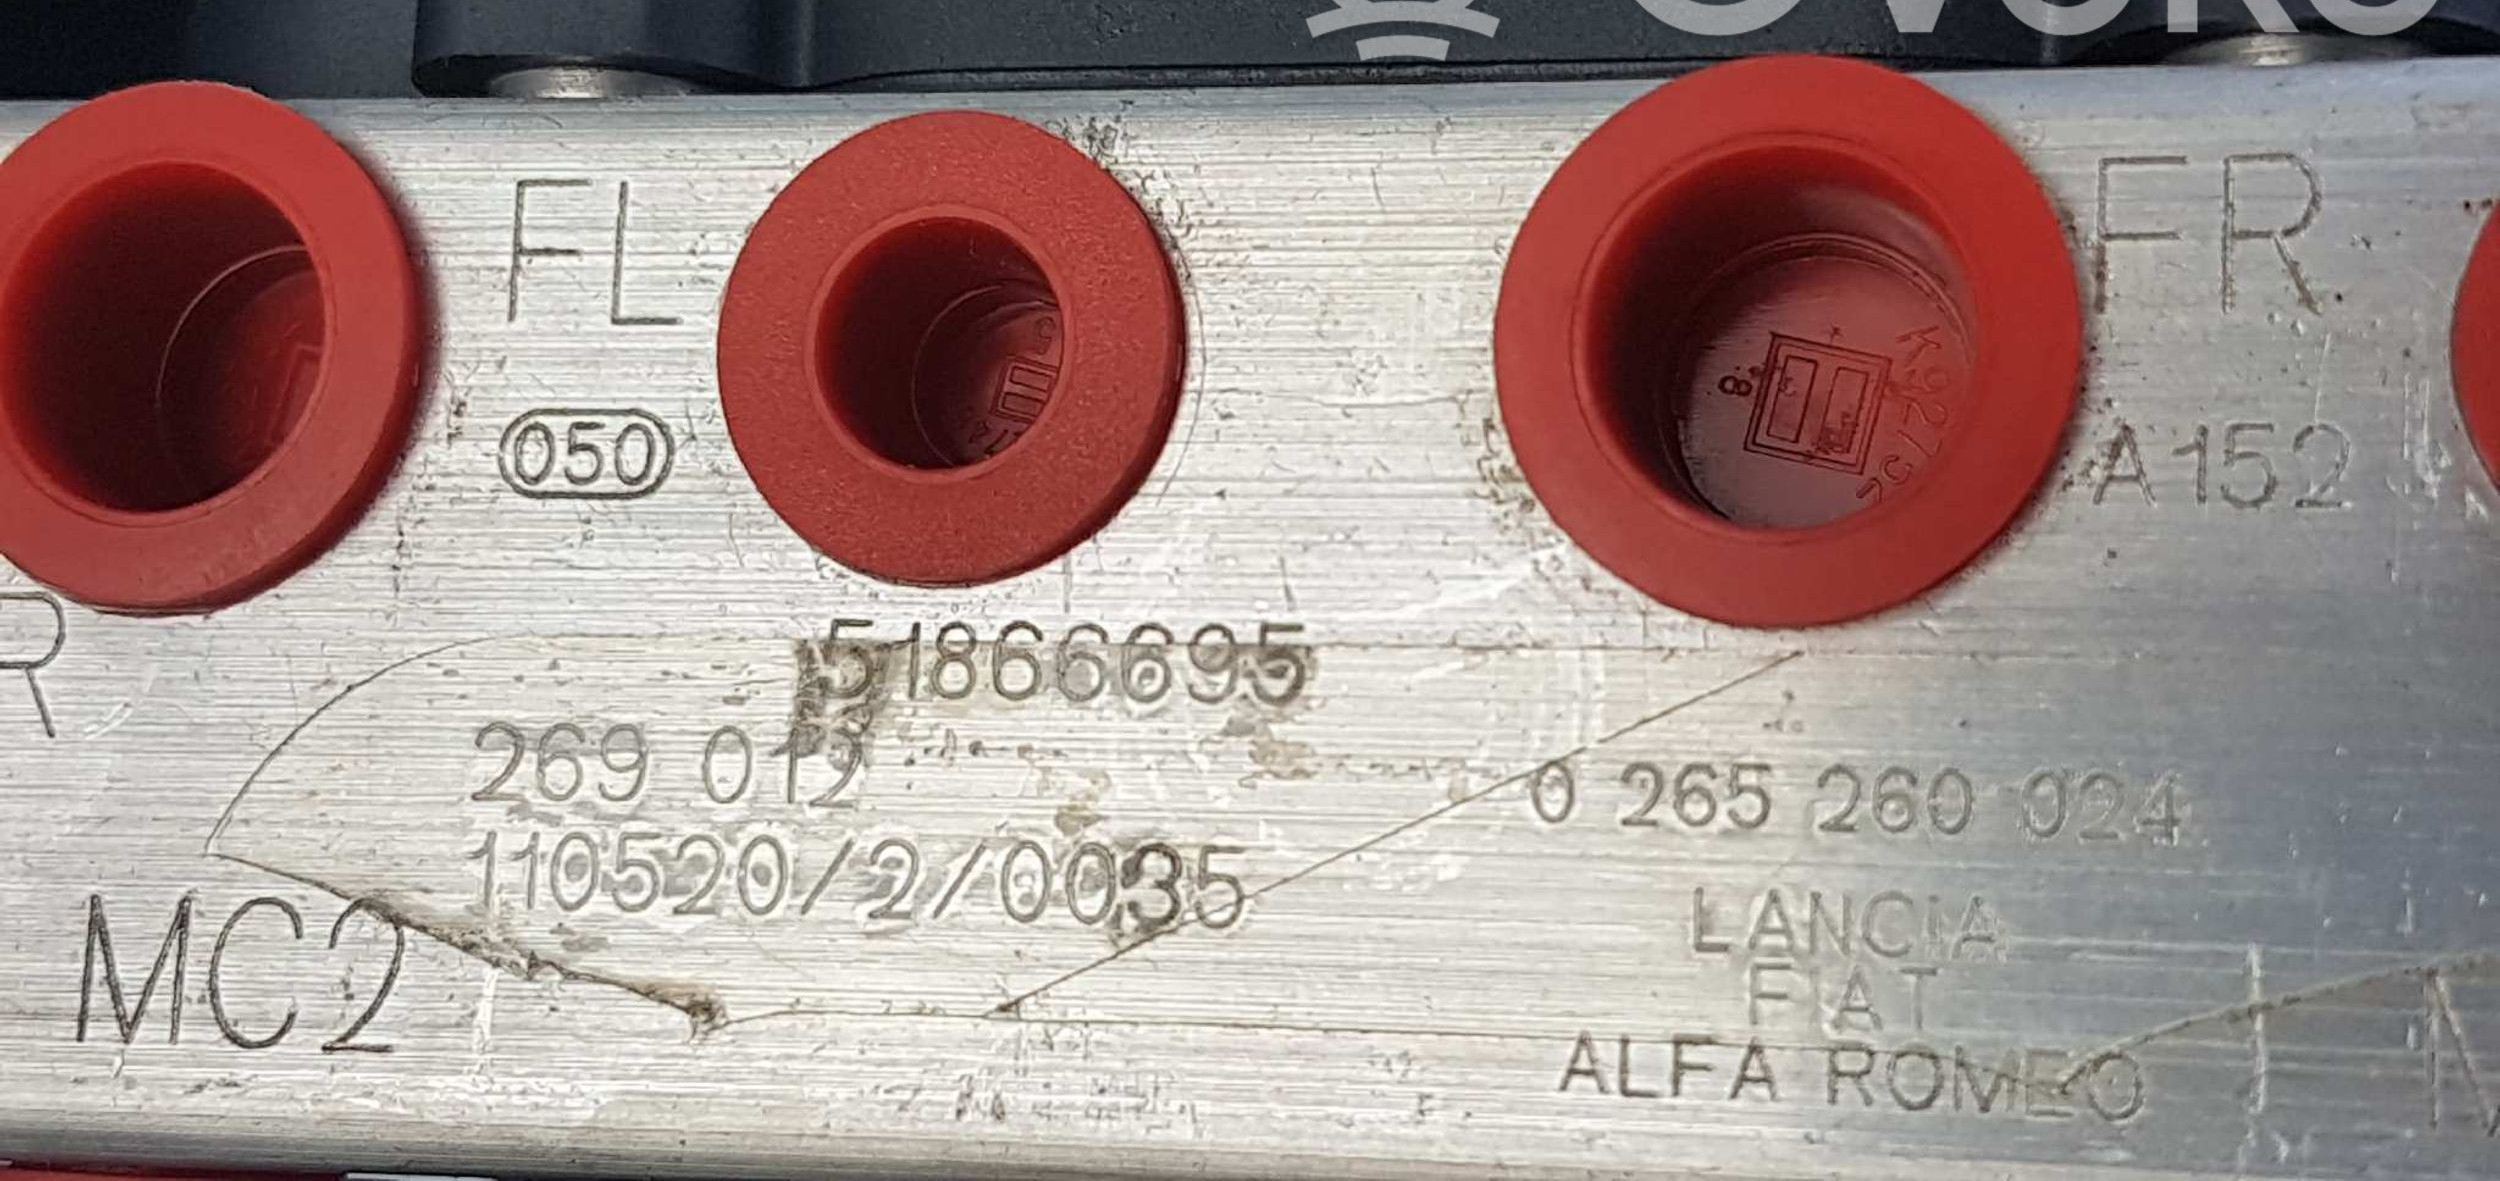 FL
FR
050
A152
R
51866695
269 012
0 265 260 024
110520/2/0035
LANCIA
MC2
FIAT
ALFA ROMEO